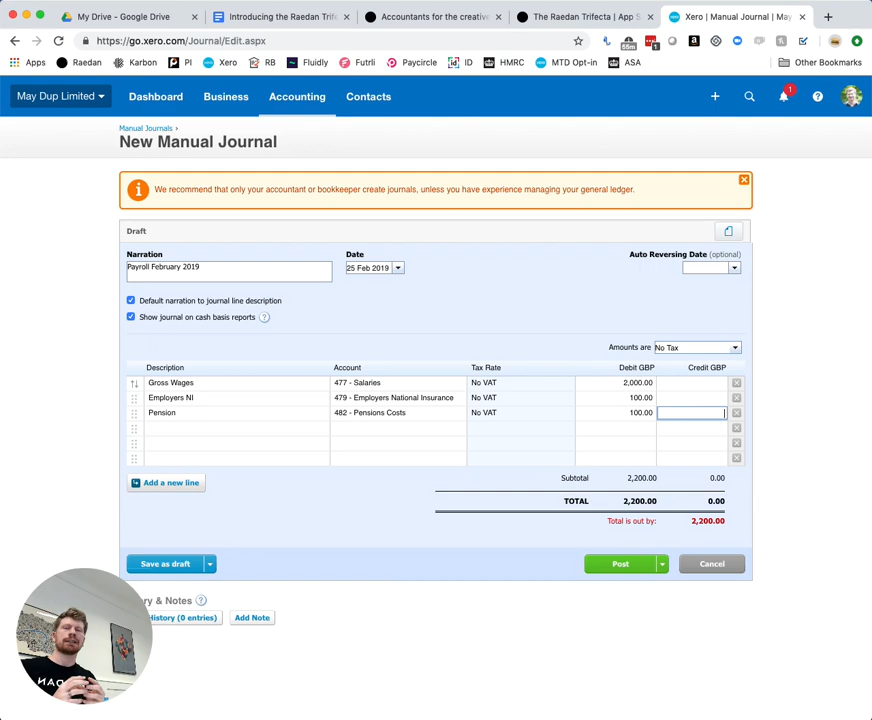 My Drive - Google Drive
Introducing the Raedan Trife
Accountants for the creative
The Raedan Trifecta | App S
Xero | Manual Journal | May
https://go.xero.com/Journal/Edit.aspx
65m
1
Apps
Raedan
Karbon
PI
Xero
RB
Fluidly
Futrli
Paycircle
ID
HMRC
MTD Opt-in
ASA
Other Bookmarks
May Dup Limited
Dashboard
Business
Accounting
Contacts
1
Manual Journals ›
New Manual Journal
We recommend that only your accountant or bookkeeper create journals, unless you have experience managing your general ledger.
Draft
Narration
Date
Auto Reversing Date (optional)
Payroll February 2019
25 Feb 2019
Default narration to journal line description
Show journal on cash basis reports ?
Amounts are No Tax
Description Account Tax Rate Debit GBP Credit GBP
Gross Wages 477 - Salaries No VAT 2,000.00
Employers NI 479 - Employers National Insurance No VAT 100.00
Pension 482 - Pensions Costs No VAT 100.00
Add a new line
Subtotal 2,200.00 0.00
TOTAL 2,200.00 0.00
Total is out by: 2,200.00
Save as draft
Post
Cancel
ry & Notes ?
History (0 entries)
Add Note